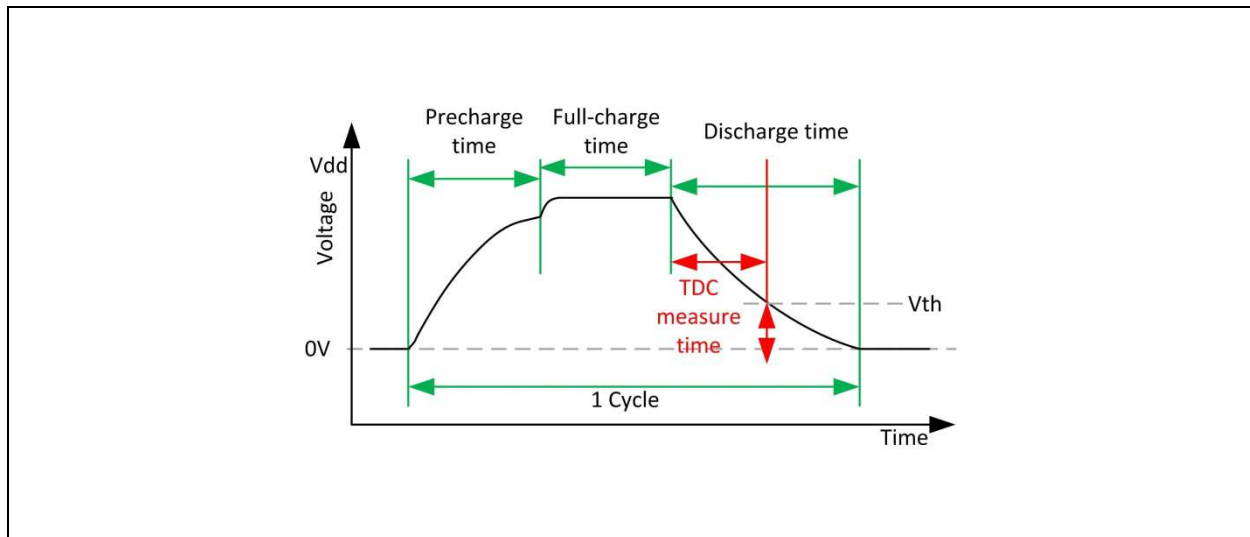 Precharge
time
Full-charge
time
Discharge time
Vdd
Voltage
TDC
measure
time
Vth
0V
1 Cycle
Time